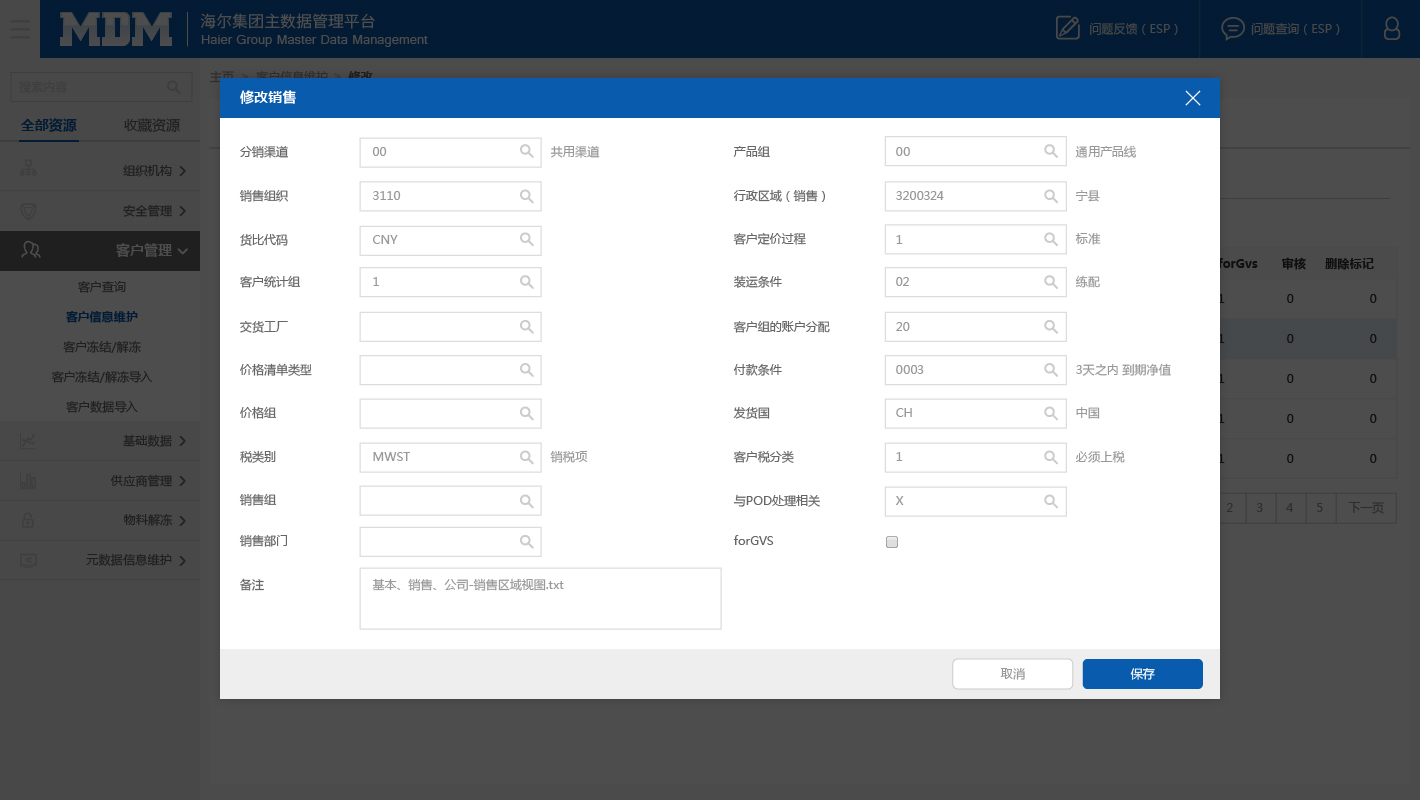 MDM
海尔集团主数据管理平台
Haier Group Master Data Management
问题反馈（ESP）
问题查询（ESP）
搜索内容
主页 > 客户信息维护 > 修改
全部资源
收藏资源
组织机构
安全管理
客户管理
客户查询
客户信息维护
客户冻结/解冻
客户冻结/解冻导入
客户数据导入
基础数据
供应商管理
物料解冻
元数据信息维护
修改销售
分销渠道 00 共用渠道
产品组 00 通用产品线
销售组织 3110
行政区域（销售） 3200324 宁县
货比代码 CNY
客户定价过程 1 标准
客户统计组 1
装运条件 02 练配
交货工厂
客户组的账户分配 20
价格清单类型
付款条件 0003 3天之内 到期净值
价格组
发货国 CH 中国
税类别 MWST 销税项
客户税分类 1 必须上税
销售组
与POD处理相关 X
销售部门
forGVS
备注 基本、销售、公司-销售区域视图.txt
取消
保存
forGvs 审核 删除标记
1 0 0
1 0 0
1 0 0
1 0 0
1 0 0
2 3 4 5 下一页